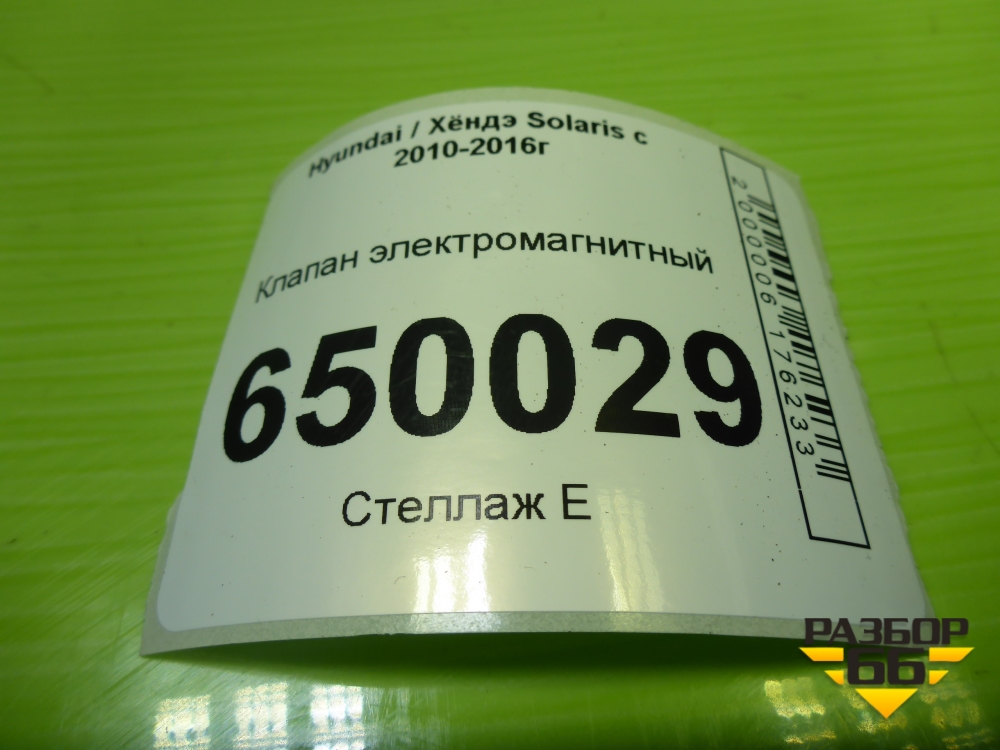 Hyundai / Хёндэ Solaris с
2010-2016г
Клапан электромагнитный
650029
Стеллаж Е
2000006176233
РАЗБОР
66